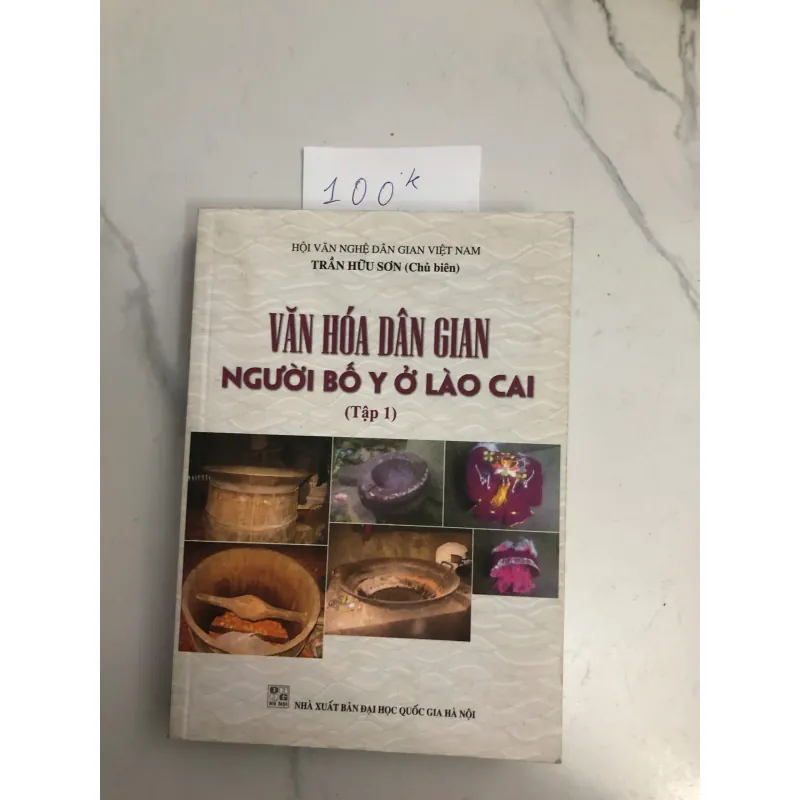 100k
HỘI VĂN NGHỆ DÂN GIAN VIỆT NAM
TRẦN HỮU SƠN (Chủ biên)
VĂN HÓA DÂN GIAN
NGƯỜI BỐ Y Ở LÀO CAI
(Tập 1)
NHÀ XUẤT BẢN ĐẠI HỌC QUỐC GIA HÀ NỘI